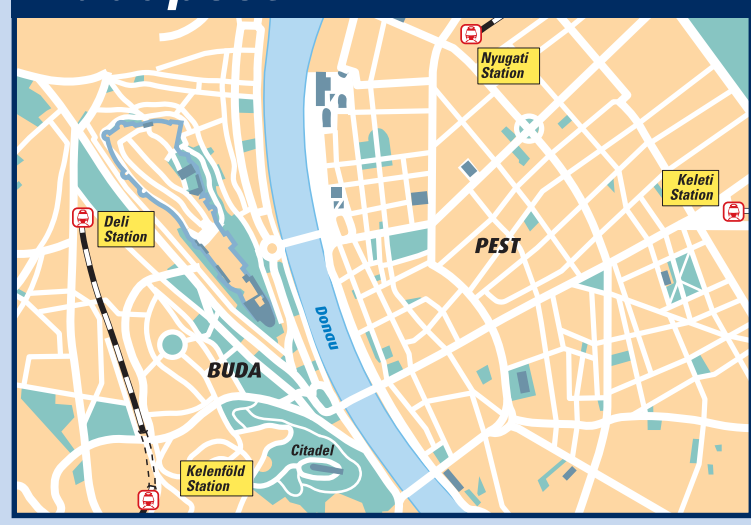 Nyugati
Station
Keleti
Station
Deli
Station
PEST
Donau
BUDA
Citadel
Kelenföld
Station